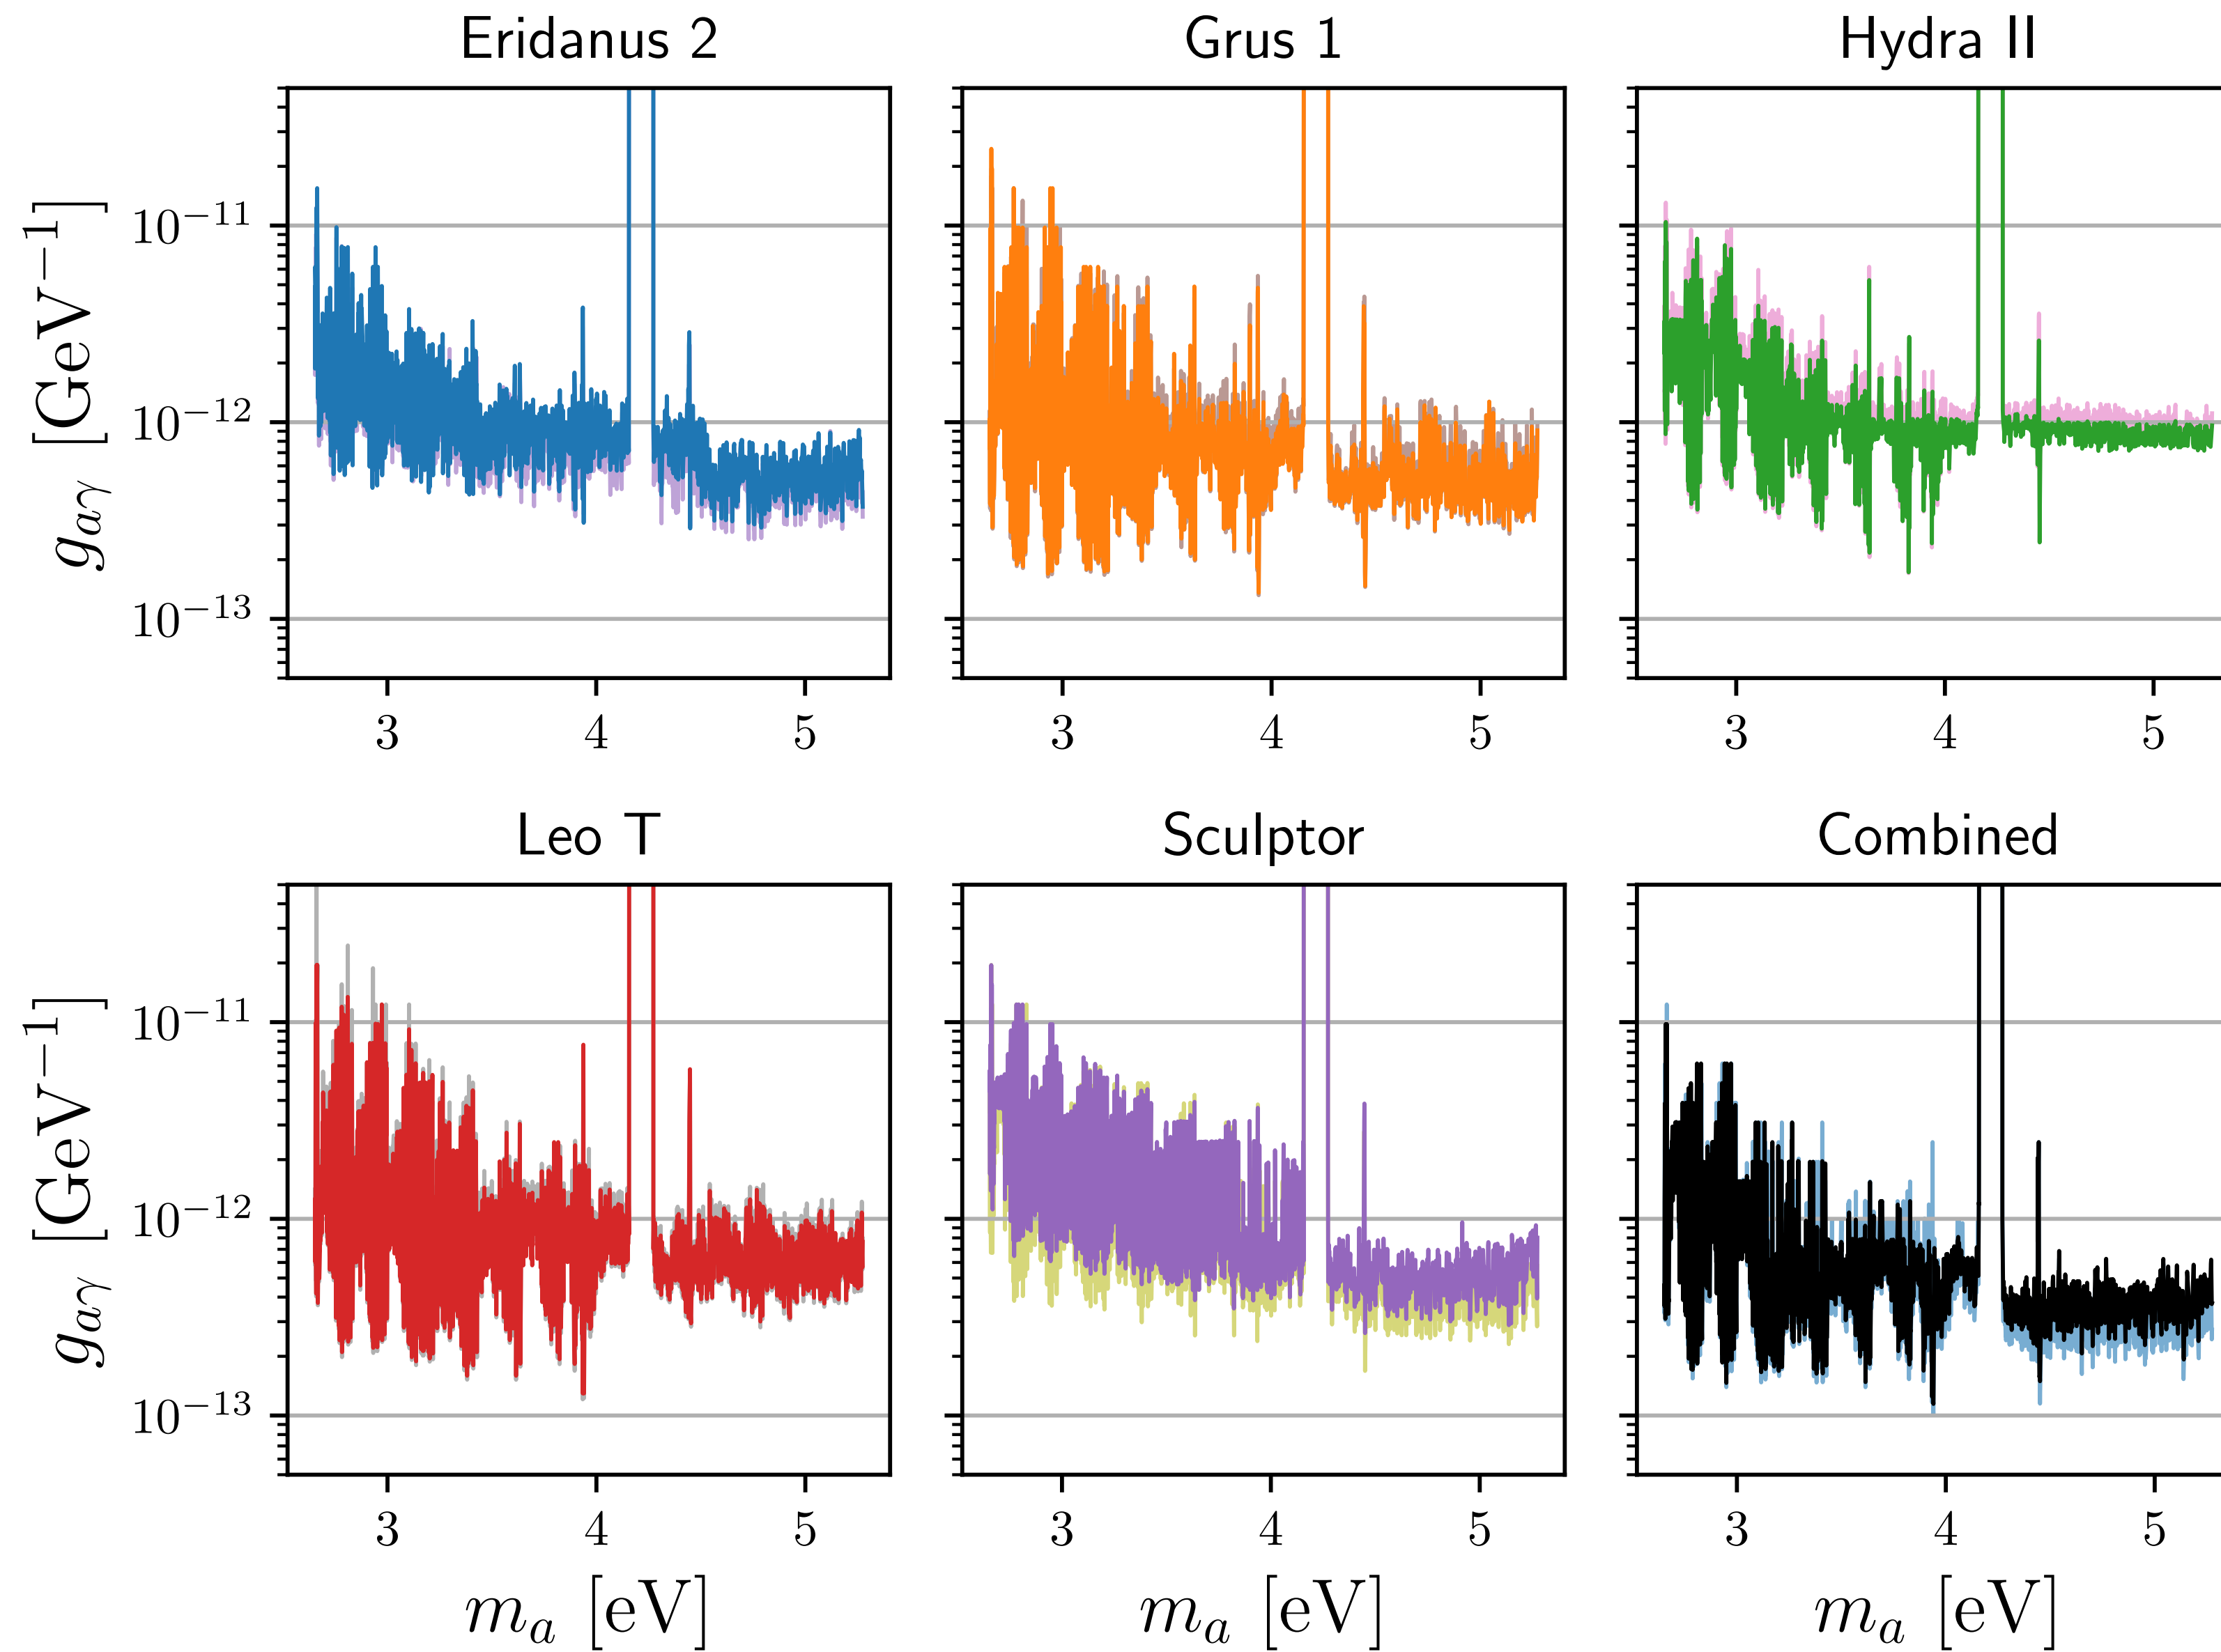 Eridanus 2
Grus 1
Hydra II
g_{aγ} [GeV^{−1}]
10^{−11}
10^{−12}
10^{−13}
3 4 5
3 4 5
3 4 5
Leo T
Sculptor
Combined
g_{aγ} [GeV^{−1}]
10^{−11}
10^{−12}
10^{−13}
3 4 5
3 4 5
3 4 5
m_a [eV]
m_a [eV]
m_a [eV]